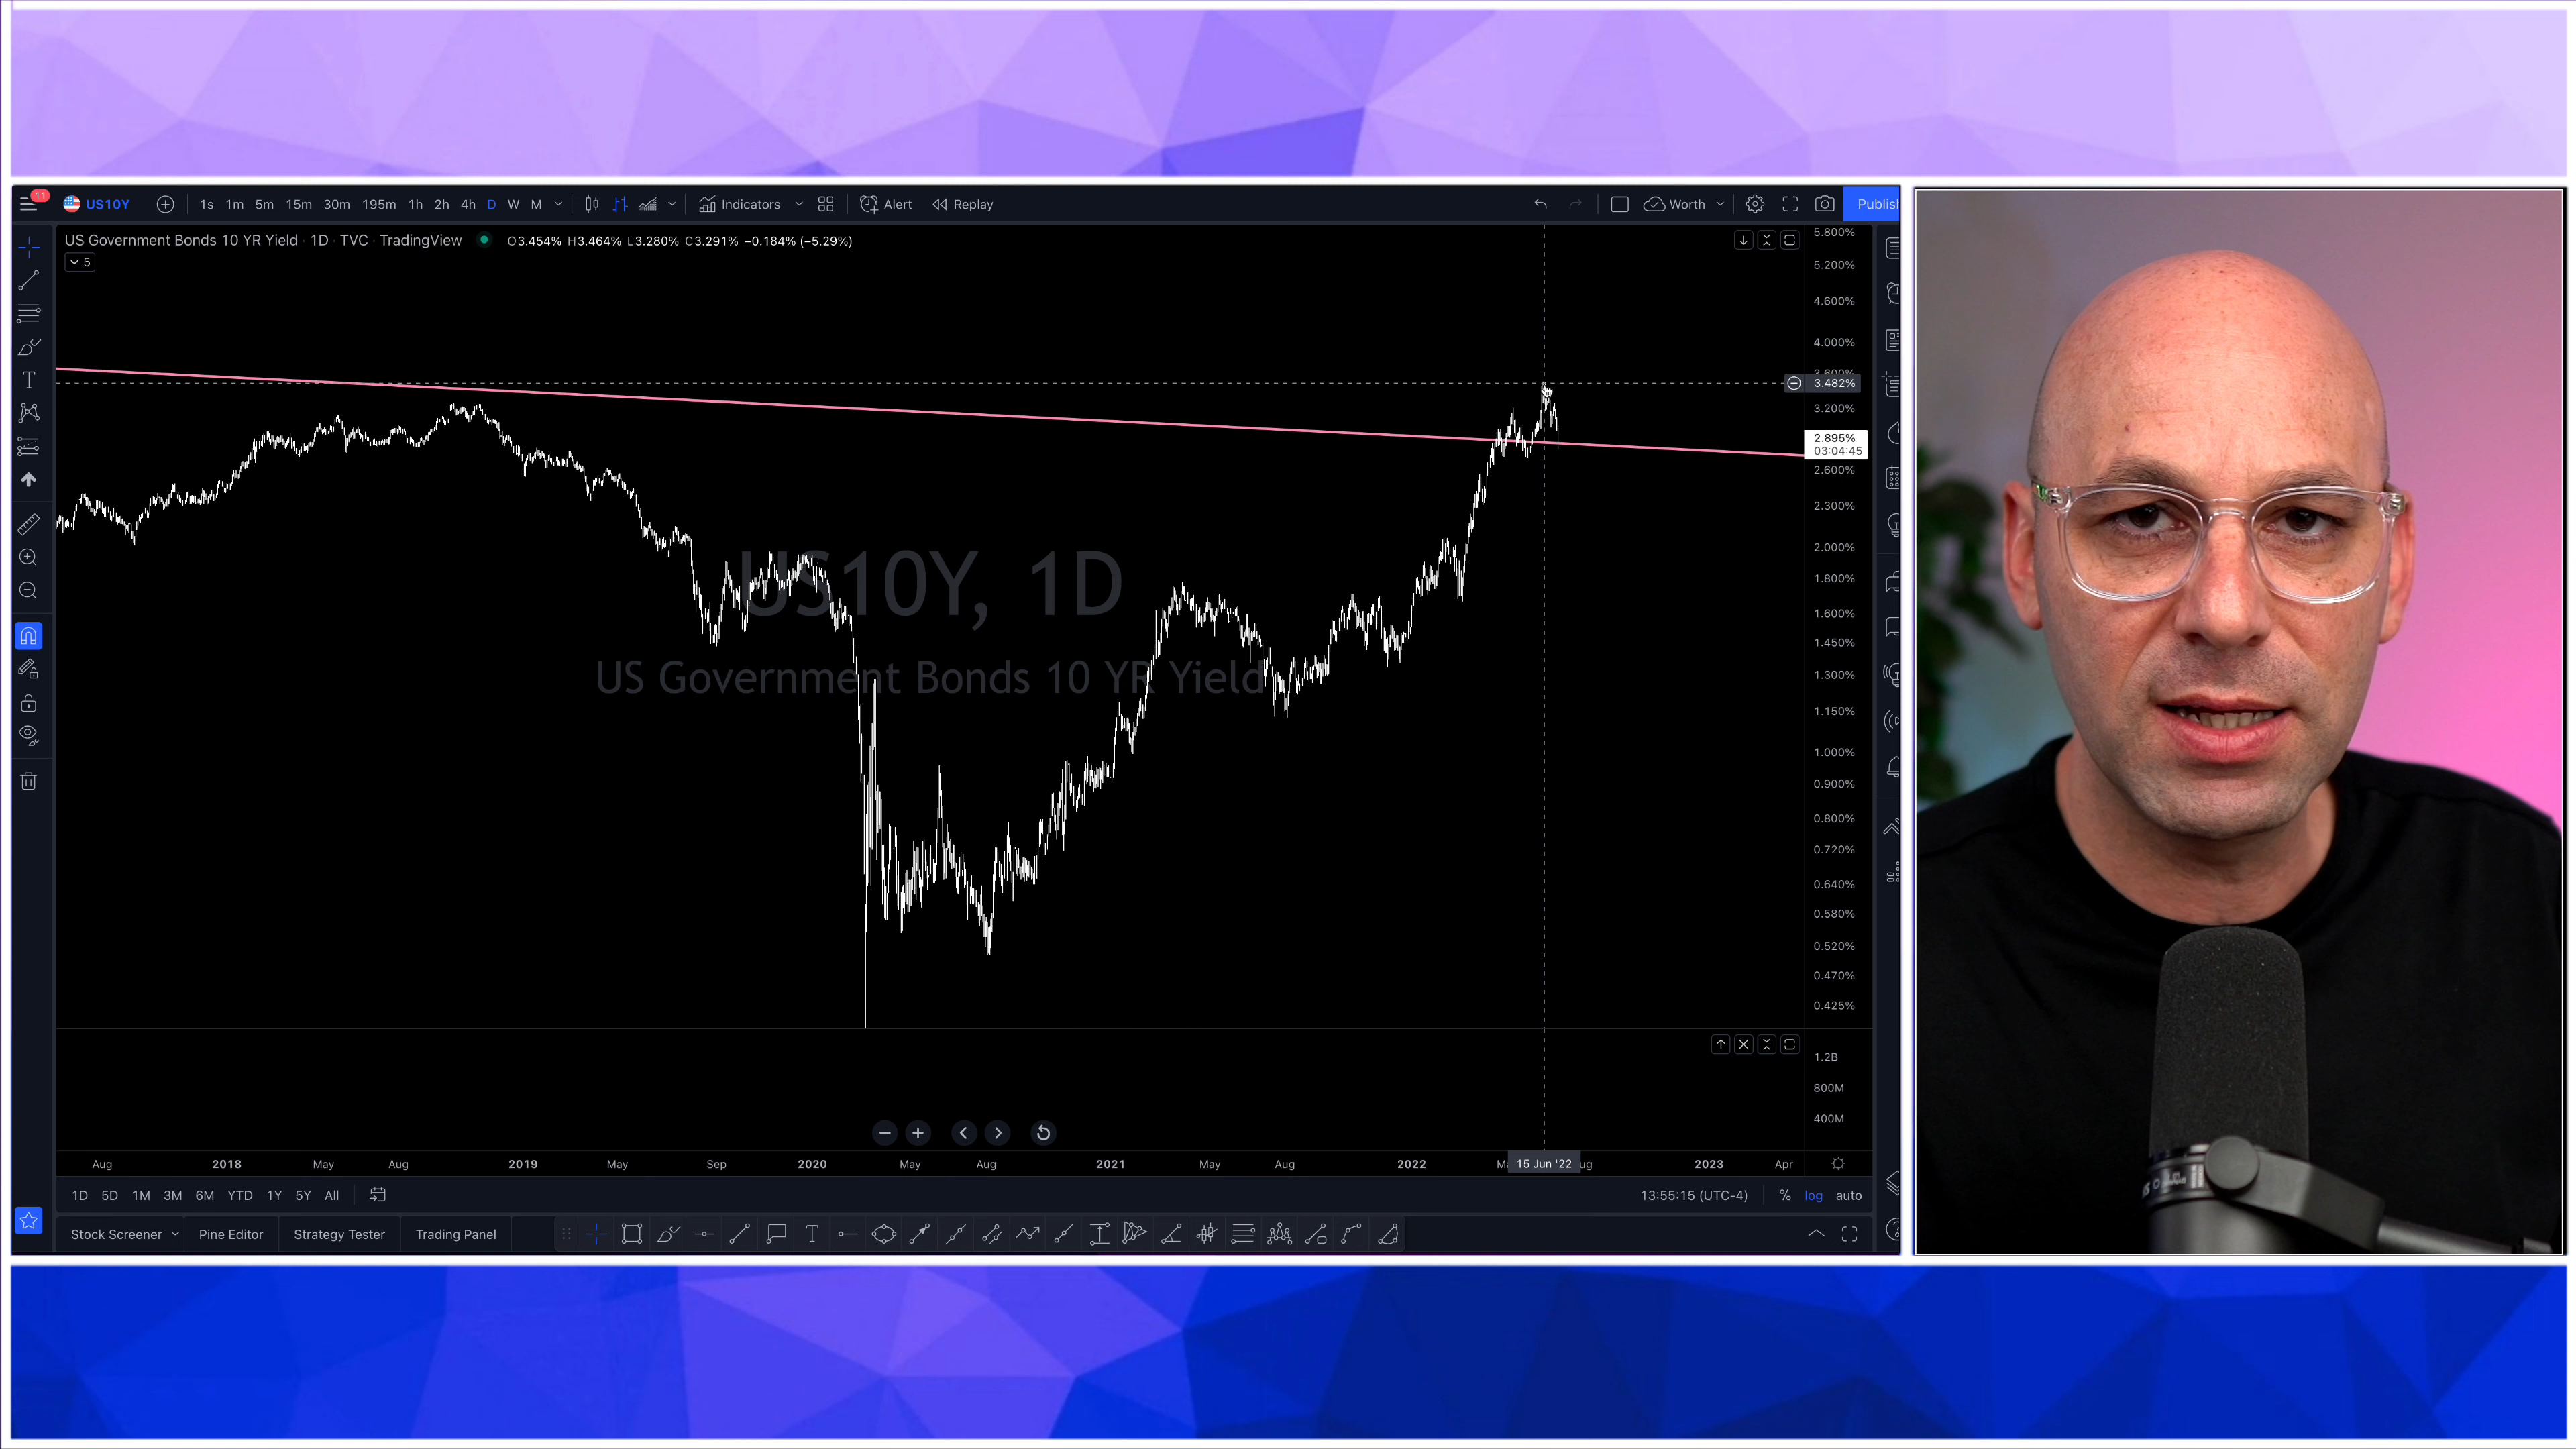 11
US10Y
1s 1m 5m 15m 30m 195m 1h 2h 4h D W M
Indicators
Alert
Replay
Worth
Publish
US Government Bonds 10 YR Yield · 1D · TVC · TradingView
O3.454% H3.464% L3.280% C3.291% −0.184% (−5.29%)
5
5.800%
5.200%
4.600%
4.000%
3.600%
3.482%
3.200%
2.895%
03:04:45
2.600%
2.300%
2.000%
1.800%
1.600%
1.450%
1.300%
1.150%
1.000%
0.900%
0.800%
0.720%
0.640%
0.580%
0.520%
0.470%
0.425%
US10Y, 1D
US Government Bonds 10 YR Yield
1.2B
800M
400M
Aug 2018 May Aug 2019 May Sep 2020 May Aug 2021 May Aug 2022 15 Jun '22 2023 Apr
1D 5D 1M 3M 6M YTD 1Y 5Y All
13:55:15 (UTC-4) % log auto
Stock Screener Pine Editor Strategy Tester Trading Panel